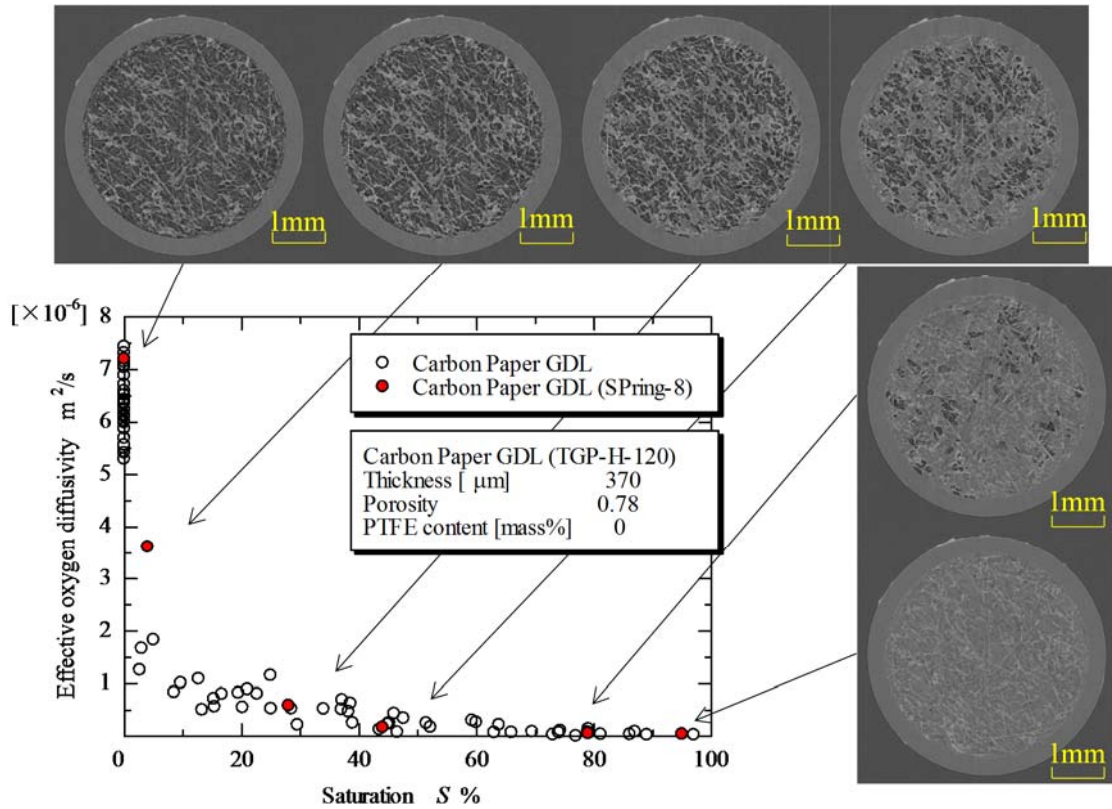 1mm 1mm 1mm 1mm
[×10⁻⁶]
8
7
6
5
4
3
2
1
Effective oxygen diffusivity m²/s
Carbon Paper GDL
Carbon Paper GDL (SPring-8)
Carbon Paper GDL (TGP-H-120)
Thickness [ μm] 370
Porosity 0.78
PTFE content [mass%] 0
0 20 40 60 80 100
Saturation S %
1mm
1mm